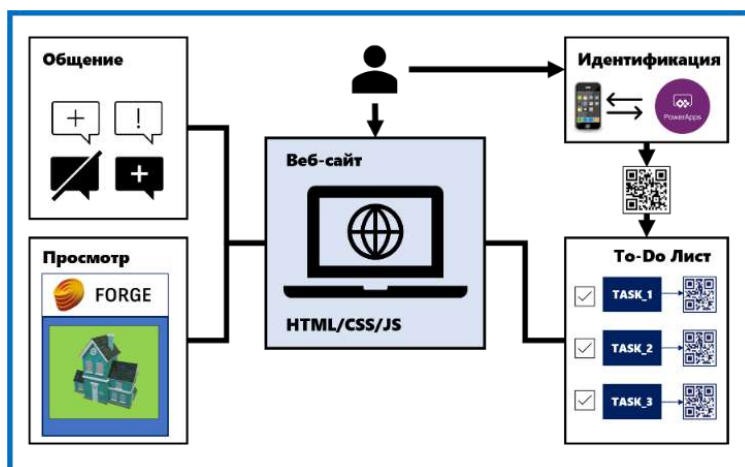 Общение
Идентификация
PowerApps
Веб-сайт
HTML/CSS/JS
Просмотр
FORGE
To-Do Лист
TASK_1
TASK_2
TASK_3